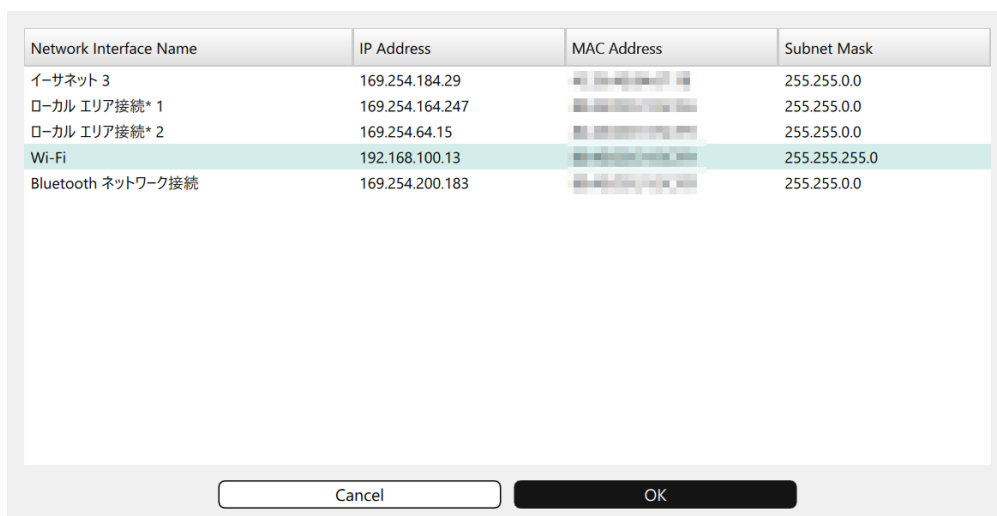 Network Interface Name IP Address MAC Address Subnet Mask
イーサネット 3 169.254.184.29 255.255.0.0
ローカル エリア接続* 1 169.254.164.247 255.255.0.0
ローカル エリア接続* 2 169.254.64.15 255.255.0.0
Wi-Fi 192.168.100.13 255.255.255.0
Bluetooth ネットワーク接続 169.254.200.183 255.255.0.0
Cancel OK